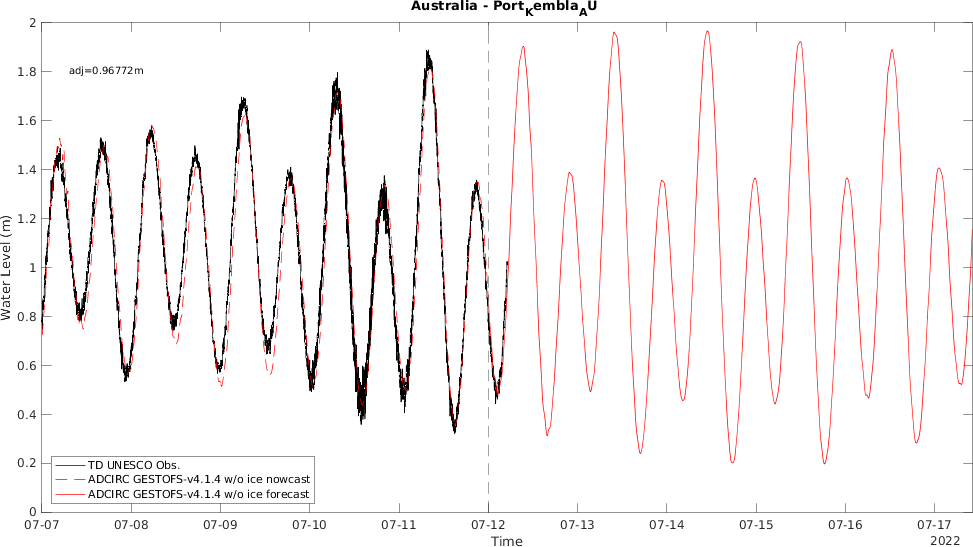 Australia - Port_Kembla_AU
2
1.8
adj=0.96772m
1.6
1.4
1.2
1
0.8
0.6
0.4
0.2
0
Water Level (m)
TD UNESCO Obs.
ADCIRC GESTOFS-v4.1.4 w/o ice nowcast
ADCIRC GESTOFS-v4.1.4 w/o ice forecast
07-07 07-08 07-09 07-10 07-11 07-12 07-13 07-14 07-15 07-16 07-17
Time
2022